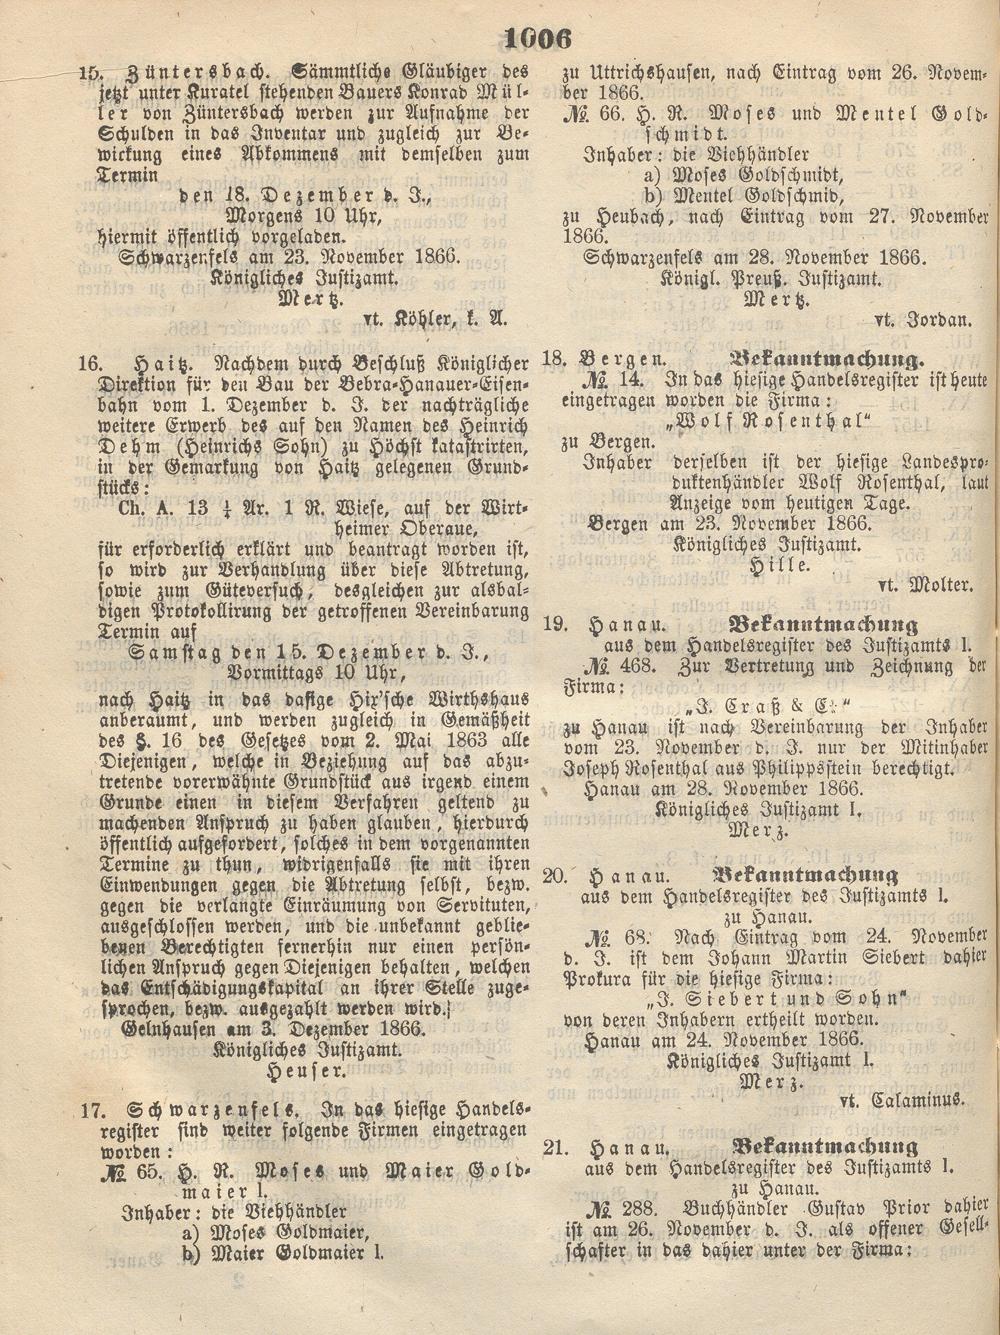 1006
15. Züntersbach. Sämmtliche Gläubiger des
jetzt unter Kuratel stehenden Bauers Konrad Mül-
ler von Züntersbach werden zur Aufnahme der
Schulden in das Inventar und zugleich zur Be-
wirkung eines Abkommens mit demselben zum
Termin
den 18. Dezember d. J.,
Morgens 10 Uhr,
hiermit öffentlich vorgeladen.
Schwarzenfels am 23. November 1866.
Königliches Justizamt.
Mertz.
vt. Köhler, k. A.
16. Haitz. Nachdem durch Beschluß Königlicher
Direktion für den Bau der Bebra-Hanauer-Eisen-
bahn vom 1. Dezember d. J. der nachträgliche
weitere Erwerb des auf den Namen des Heinrich
Dehm (Heinrichs Sohn) zu Höchst katastrirten,
in der Gemarkung von Haitz gelegenen Grund-
stücks:
Ch. A. 13 ¼ Ar. 1 R. Wiese, auf der Wirt-
heimer Oberaue,
für erforderlich erklärt und beantragt worden ist,
so wird zur Verhandlung über diese Abtretung,
sowie zum Güteversuch, desgleichen zur alsbal-
digen Protokollirung der getroffenen Vereinbarung
Termin auf
Samstag den 15. Dezember d. J.,
Vormittags 10 Uhr,
nach Haitz in das dasige Hix'sche Wirthshaus
anberaumt, und werden zugleich in Gemäßheit
des §. 16 des Gesetzes vom 2. Mai 1863 alle
Diejenigen, welche in Beziehung auf das abzu-
tretende vorerwähnte Grundstück aus irgend einem
Grunde einen in diesem Verfahren geltend zu
machenden Anspruch zu haben glauben, hierdurch
öffentlich aufgefordert, solches in dem vorgenannten
Termine zu thun, widrigenfalls sie mit ihren
Einwendungen gegen die Abtretung selbst, bezw.
gegen die verlangte Einräumung von Servituten,
ausgeschlossen werden, und die unbekannt geblie-
benen Berechtigten fernerhin nur einen persön-
lichen Anspruch gegen Diejenigen behalten, welchen
das Entschädigungskapital an ihrer Stelle zuge-
sprochen, bezw. ausgezahlt werden wird.
Gelnhausen am 3. Dezember 1866.
Königliches Justizamt.
Heuser.
17. Schwarzenfels. In das hiesige Handels-
register sind weiter folgende Firmen eingetragen
worden:
№ 65. H. R. Moses und Maier Gold-
maier I.
Inhaber: die Viehhändler
a) Moses Goldmaier,
b) Maier Goldmaier I.
zu Uttrichshausen, nach Eintrag vom 26. Novem-
ber 1866.
№ 66. H. R. Moses und Mentel Gold-
schmidt.
Inhaber: die Viehhändler
a) Moses Goldschmidt,
b) Mentel Goldschmid,
zu Heubach, nach Eintrag vom 27. November
1866.
Schwarzenfels am 28. November 1866.
Königl. Preuß. Justizamt.
Mertz.
vt. Jordan.
18. Bergen. Bekanntmachung.
№ 14. In das hiesige Handelsregister ist heute
eingetragen worden die Firma:
„Wolf Rosenthal“
zu Bergen.
Inhaber derselben ist der hiesige Landespro-
duktenhändler Wolf Rosenthal, laut
Anzeige vom heutigen Tage.
Bergen am 23. November 1866.
Königliches Justizamt.
Hille.
vt. Molter.
19. Hanau. Bekanntmachung
aus dem Handelsregister des Justizamts I.
№ 468. Zur Vertretung und Zeichnung der
Firma:
„J. Craß & C:“
zu Hanau ist nach Vereinbarung der Inhaber
vom 23. November d. J. nur der Mitinhaber
Joseph Rosenthal aus Philippsstein berechtigt.
Hanau am 28. November 1866.
Königliches Justizamt I.
Merz.
20. Hanau. Bekanntmachung
aus dem Handelsregister des Justizamts I.
zu Hanau.
№ 68. Nach Eintrag vom 24. November
d. J. ist dem Johann Martin Siebert dahier
Prokura für die hiesige Firma:
„J. Siebert und Sohn“
von deren Inhabern ertheilt worden.
Hanau am 24. November 1866.
Königliches Justizamt I.
Merz.
vt. Calaminus.
21. Hanau. Bekanntmachung
aus dem Handelsregister des Justizamts I.
zu Hanau.
№ 288. Buchhändler Gustav Prior dahier
ist am 26. November d. J. als offener Gesell-
schafter in das dahier unter der Firma: